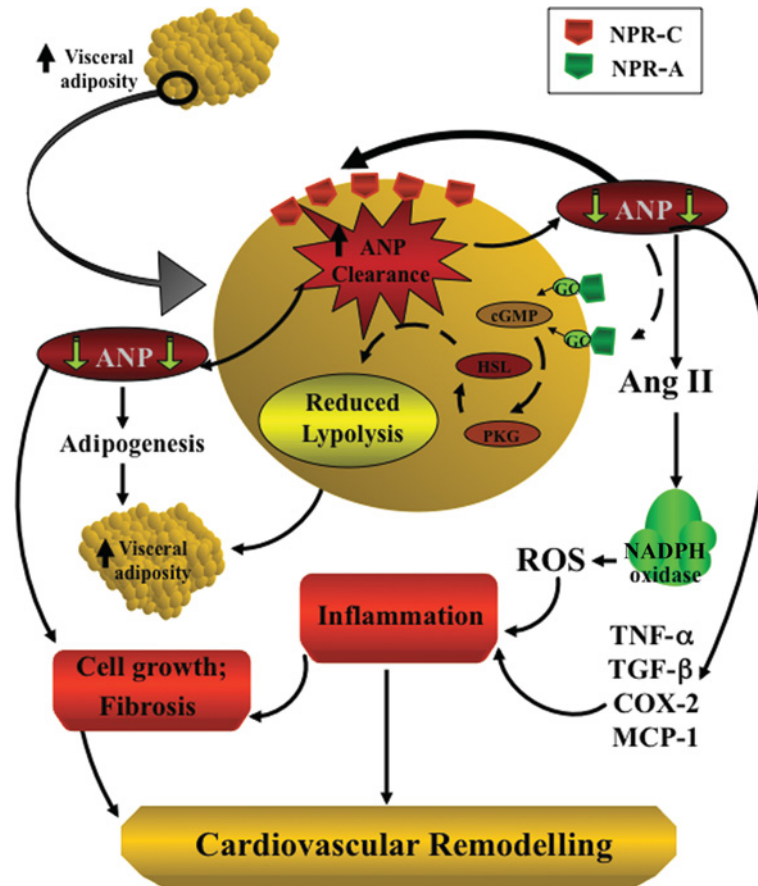 Visceral
adiposity
NPR-C
NPR-A
ANP
ANP
Clearance
GC
cGMP
GC
ANP
HSL
Ang II
Reduced
Lypolysis
PKG
Adipogenesis
Visceral
adiposity
NADPH
oxidase
ROS
Inflammation
TNF-α
TGF-β
COX-2
MCP-1
Cell growth;
Fibrosis
Cardiovascular Remodelling